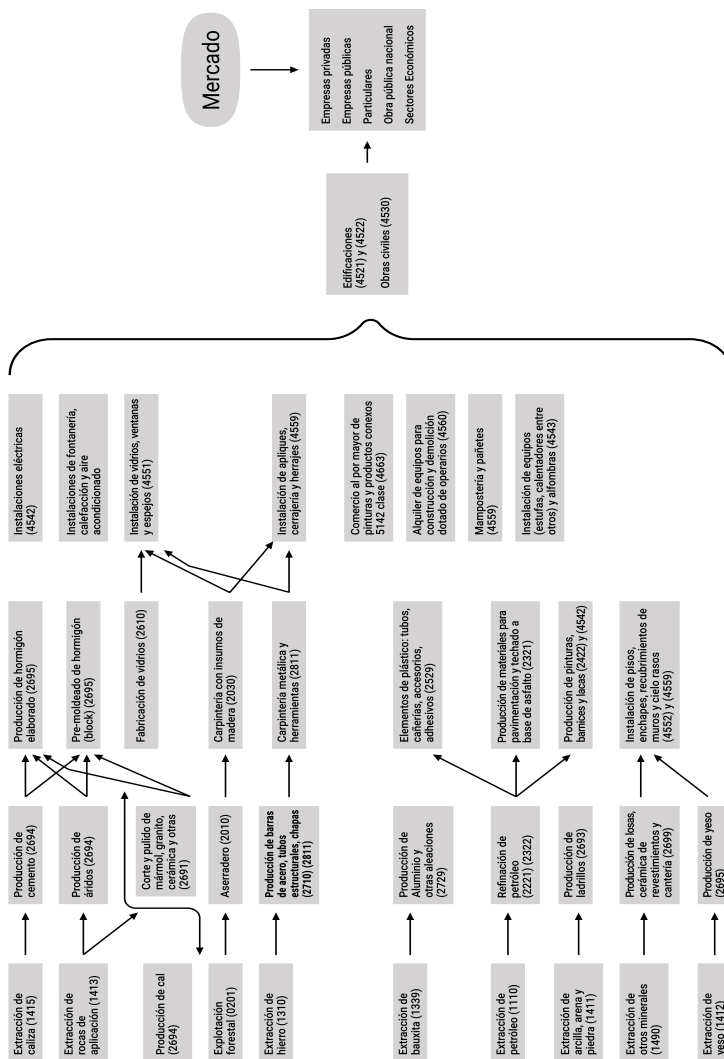 Extracción de
caliza (1415)
Extracción de
rocas de
aplicación (1413)
Producción de cal
(2694)
Explotación
forestal (0201)
Extracción de
hierro (1310)
Extracción de
bauxita (1339)
Extracción de
petróleo (1110)
Extracción de
arcilla, arena y
piedra (1411)
Extracción de
otros minerales
(1490)
Extracción de
yeso (1412)
Producción de
cemento (2694)
Producción de
áridos (2694)
Corte y pulido de
mármol, granito,
cerámica y otras
(2691)
Aserradero (2010)
Producción de barras
de acero, tubos
estructurales, chapas
(2710) (2811)
Producción de
Aluminio y
otras aleaciones
(2729)
Refinación de
petróleo
(2221) (2322)
Producción de
ladrillos (2693)
Producción de losas,
cerámica de
revestimientos y
cantería (2699)
Producción de yeso
(2695)
Producción de hormigón
elaborado (2695)
Pre-moldeado de hormigón
(block) (2695)
Fabricación de vidrios (2610)
Carpintería con insumos de
madera (2030)
Carpintería metálica y
herramientas (2811)
Elementos de plástico: tubos,
cañerías, accesorios,
adhesivos (2529)
Producción de materiales para
pavimentación y techado a
base de asfalto (2321)
Producción de pinturas,
barnices y lacas (2422) y (4542)
Instalación de pisos,
enchapes, recubrimientos de
muros y cielo rasos
(4552) y (4559)
Instalaciones eléctricas
(4542)
Instalaciones de fontanería,
calefacción y aire
acondicionado
Instalación de vidrios, ventanas
y espejos (4551)
Instalación de apliques,
cerrajería y herrajes (4559)
Comercio al por mayor de
pinturas y productos conexos
5142 clase (4663)
Alquiler de equipos para
construcción y demolición
dotado de operarios (4560)
Mampostería y pañetes
(4559)
Instalación de equipos
(estufas, calentadores entre
otros) y alfombras (4543)
Edificaciones
(4521) y (4522)
Obras civiles (4530)
Mercado
Empresas privadas
Empresas públicas
Particulares
Obra pública nacional
Sectores Económicos